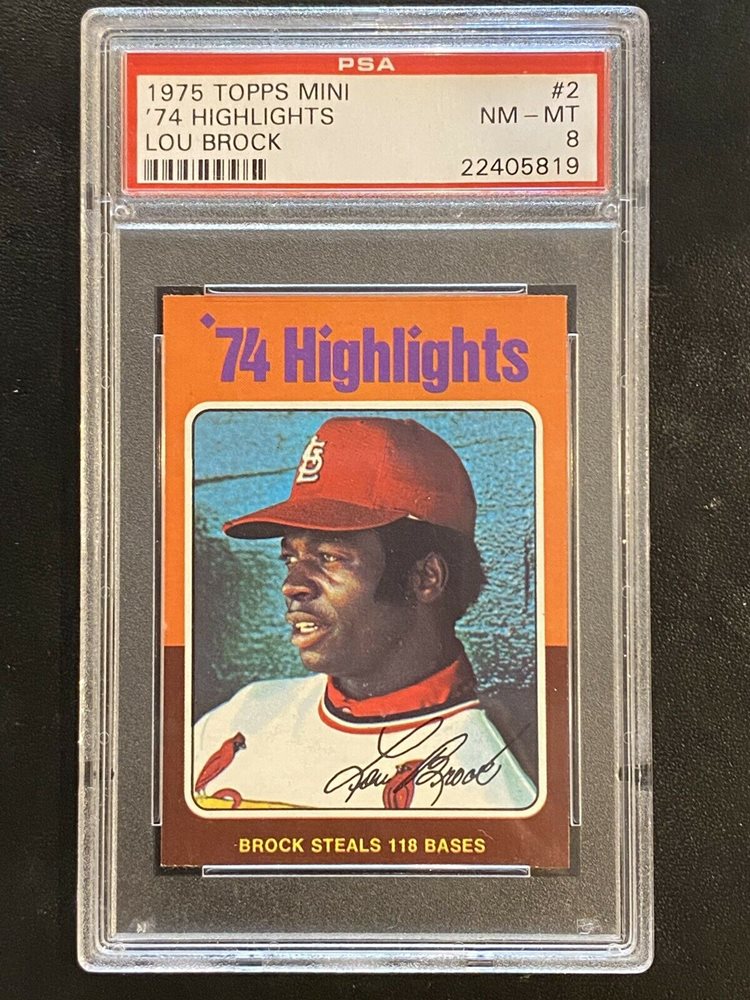 PSA
1975 TOPPS MINI #2
'74 HIGHLIGHTS NM - MT
LOU BROCK 8
22405819
'74 Highlights
StL
Lou Brock
BROCK STEALS 118 BASES